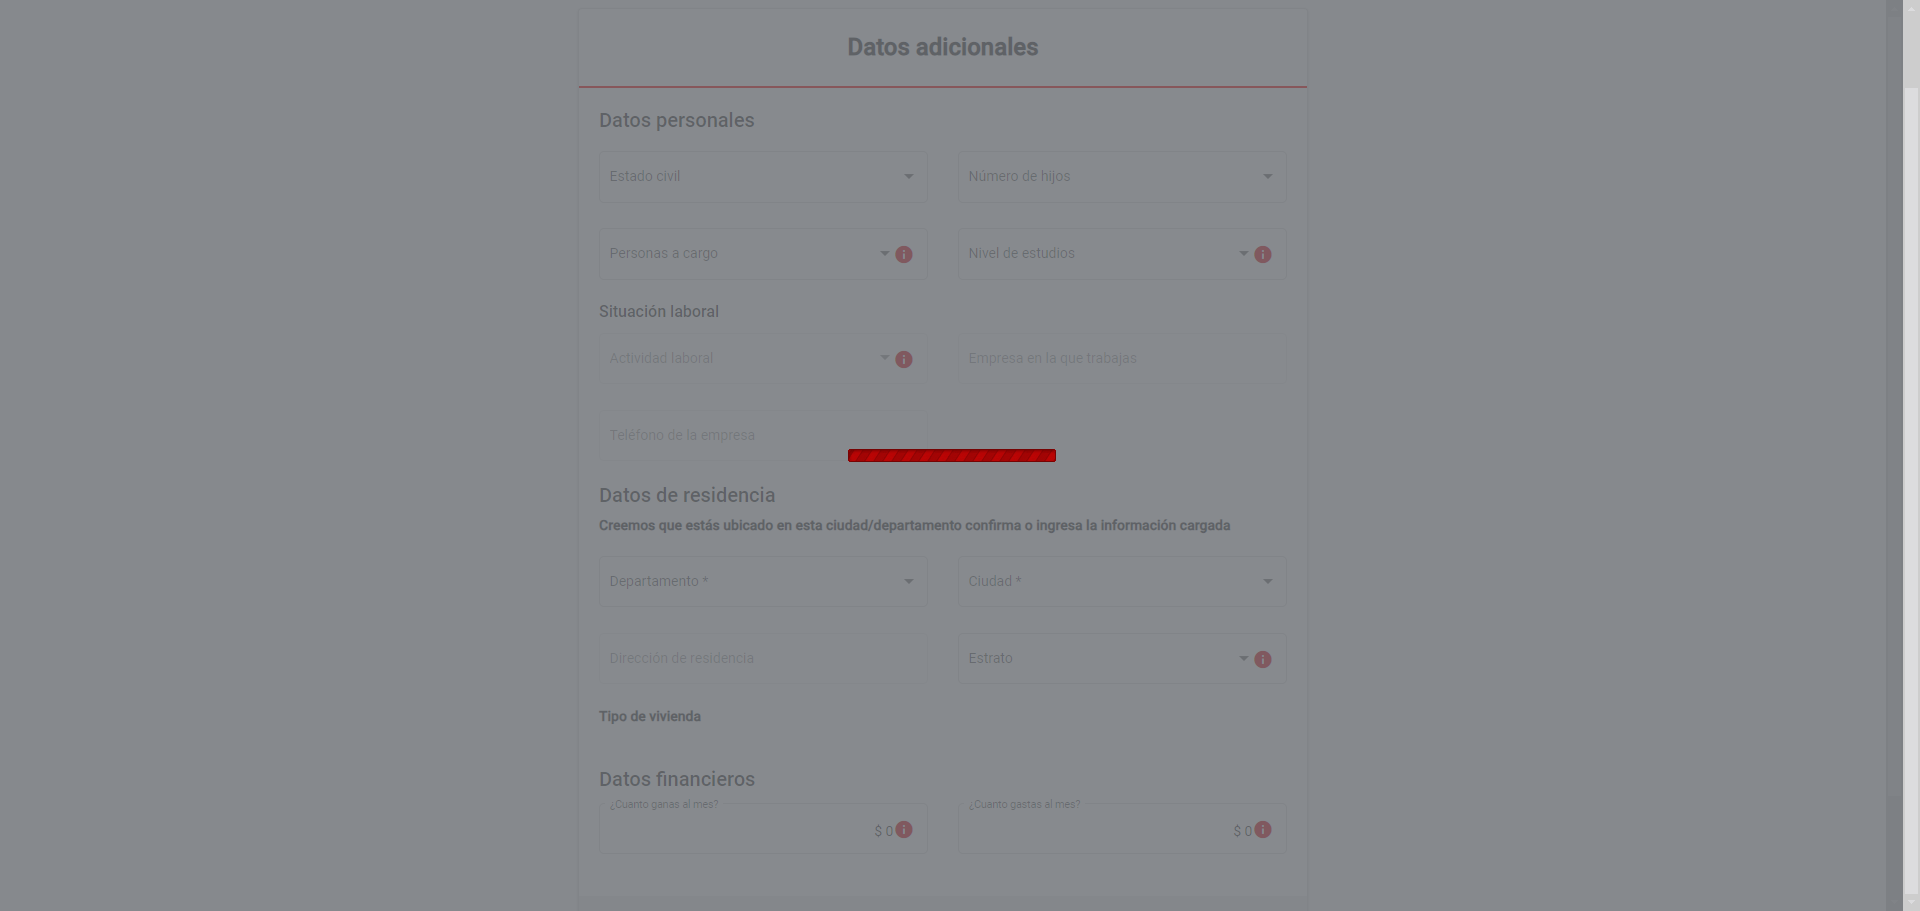 Datos adicionales
Datos personales
Estado civil
Número de hijos
Personas a cargo
Nivel de estudios
Situación laboral
Actividad laboral
Empresa en la que trabajas
Teléfono de la empresa
Datos de residencia
Creemos que estás ubicado en esta ciudad/departamento confirma o ingresa la información cargada
Departamento *
Ciudad *
Dirección de residencia
Estrato
Tipo de vivienda
Datos financieros
¿Cuanto ganas al mes?
¿Cuanto gastas al mes?
$ 0
$ 0